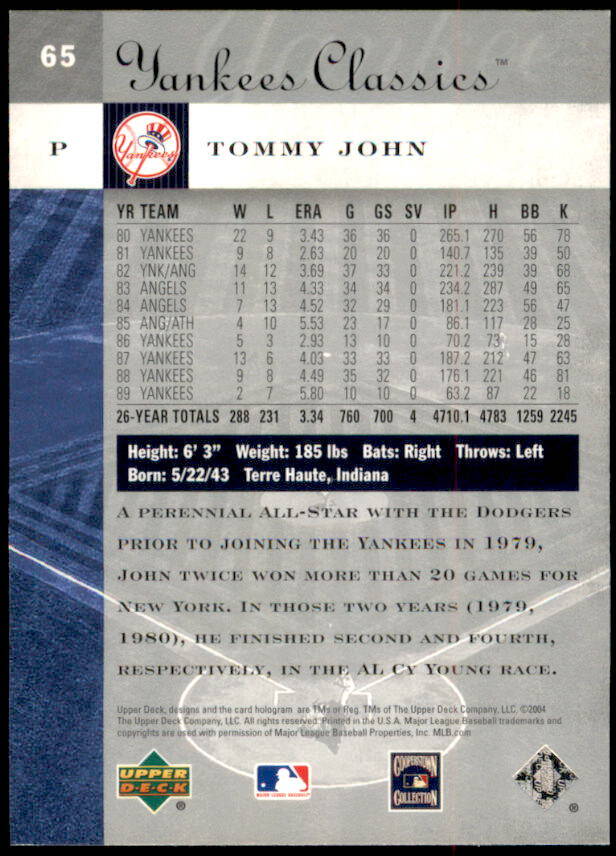 65
Yankees Classics™
P
Yankees
TOMMY JOHN
YR TEAM W L ERA G GS SV IP H BB K
80 YANKEES 22 9 3.43 36 36 0 265.1 270 56 78
81 YANKEES 9 8 2.63 20 20 0 140.7 135 39 50
82 YNK/ANG 14 12 3.69 37 33 0 221.2 239 39 68
83 ANGELS 11 13 4.33 34 34 0 234.2 287 49 65
84 ANGELS 7 13 4.52 32 29 0 181.1 223 56 47
85 ANG/ATH 4 10 5.53 23 17 0 86.1 117 28 25
86 YANKEES 5 3 2.93 13 10 0 70.2 73 15 28
87 YANKEES 13 6 4.03 33 33 0 187.2 212 47 63
88 YANKEES 9 8 4.49 35 32 0 176.1 221 46 81
89 YANKEES 2 7 5.80 10 10 0 63.2 87 22 18
26-YEAR TOTALS 288 231 3.34 760 700 4 4710.1 4783 1259 2245
Height: 6' 3" Weight: 185 lbs Bats: Right Throws: Left
Born: 5/22/43 Terre Haute, Indiana
A PERENNIAL ALL-STAR WITH THE DODGERS
PRIOR TO JOINING THE YANKEES IN 1979,
JOHN TWICE WON MORE THAN 20 GAMES FOR
NEW YORK. IN THOSE TWO YEARS (1979,
1980), HE FINISHED SECOND AND FOURTH,
RESPECTIVELY, IN THE AL CY YOUNG RACE.
Upper Deck, designs and the card hologram are TMs or Reg. TMs of The Upper Deck Company, LLC. ©2004
The Upper Deck Company, LLC. All rights reserved. Printed in the U.S.A. Major League Baseball trademarks and
copyrights are used with permission of Major League Baseball Properties, Inc. MLB.com
UPPER DECK ®
MAJOR LEAGUE BASEBALL
COOPERSTOWN COLLECTION
®